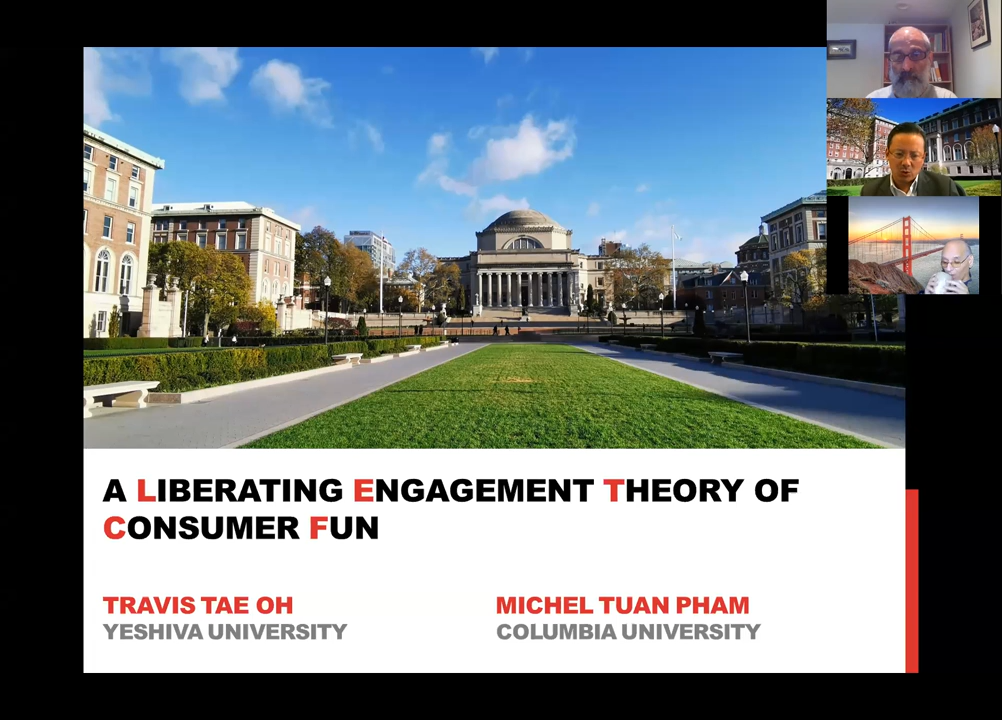 A LIBERATING ENGAGEMENT THEORY OF
CONSUMER FUN
TRAVIS TAE OH
YESHIVA UNIVERSITY
MICHEL TUAN PHAM
COLUMBIA UNIVERSITY